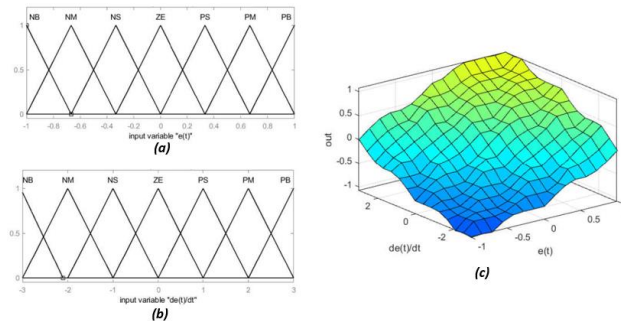 NB NM NS ZE PS PM PB
1
0.5
0
-1 -0.8 -0.6 -0.4 -0.2 0 0.2 0.4 0.6 0.8 1
input variable "e(t)"
(a)
NB NM NS ZE PS PM PB
1
0.5
0
-3 -2 -1 0 1 2 3
input variable "de(t)/dt"
(b)
1
0.5
0
-0.5
-1
out
2
0
-2
de(t)/dt
-1
-0.5
0
0.5
e(t)
(c)